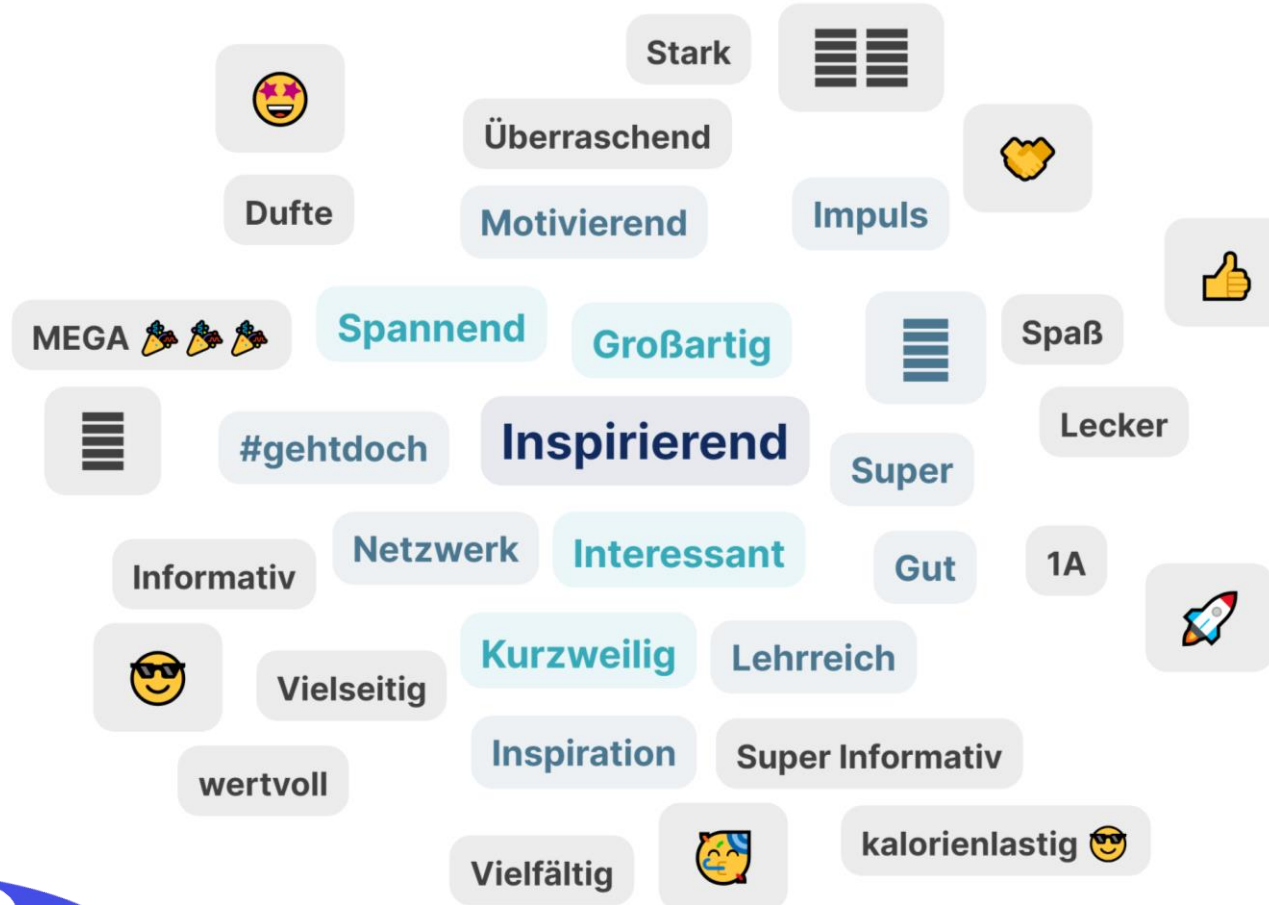 Stark
🤩
Überraschend
🤝
Dufte
Motivierend
Impuls
👍
MEGA 🎉🎉🎉
Spannend
Großartig
Spaß
#gehtdoch
Inspirierend
Super
Lecker
Informativ
Netzwerk
Interessant
Gut
1A
🚀
😎
Vielseitig
Kurzweilig
Lehrreich
wertvoll
Inspiration
Super Informativ
Vielfältig
🥳
kalorienlastig 😎